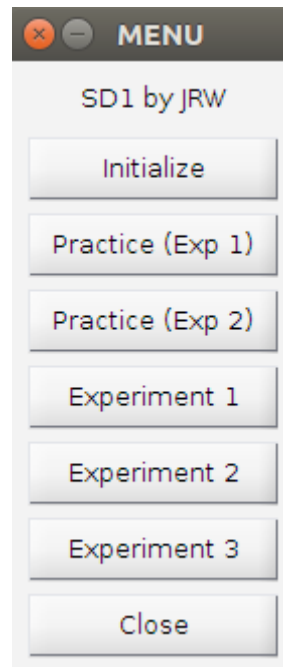 MENU
SD1 by JRW
Initialize
Practice (Exp 1)
Practice (Exp 2)
Experiment 1
Experiment 2
Experiment 3
Close